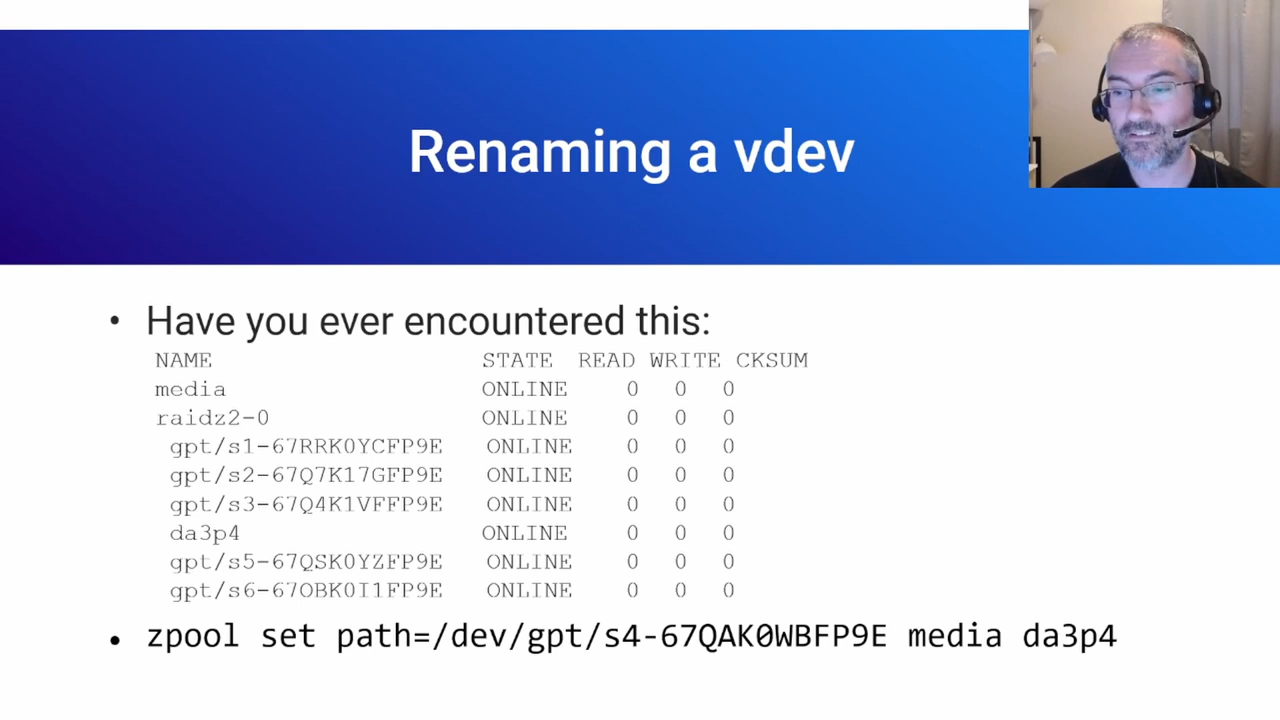 Renaming a vdev
• Have you ever encountered this:
NAME STATE READ WRITE CKSUM
media ONLINE 0 0 0
raidz2-0 ONLINE 0 0 0
gpt/s1-67RRK0YCFP9E ONLINE 0 0 0
gpt/s2-67Q7K17GFP9E ONLINE 0 0 0
gpt/s3-67Q4K1VFFP9E ONLINE 0 0 0
da3p4 ONLINE 0 0 0
gpt/s5-67QSK0YZFP9E ONLINE 0 0 0
gpt/s6-67OBK0I1FP9E ONLINE 0 0 0
• zpool set path=/dev/gpt/s4-67QAK0WBFP9E media da3p4